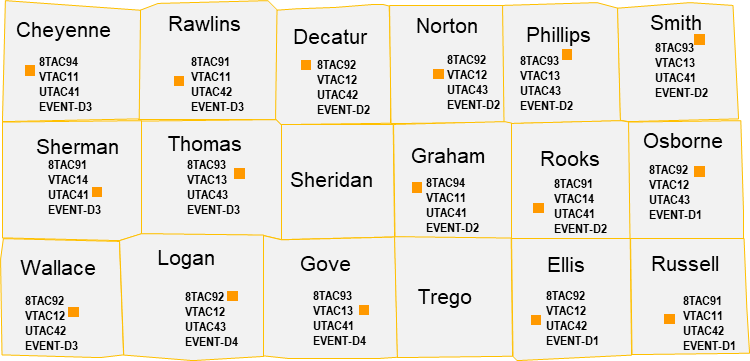 Cheyenne
8TAC94
VTAC11
UTAC41
EVENT-D3
Rawlins
8TAC91
VTAC11
UTAC42
EVENT-D3
Decatur
8TAC92
VTAC12
UTAC42
EVENT-D2
Norton
8TAC92
VTAC12
UTAC43
EVENT-D2
Phillips
8TAC93
VTAC13
UTAC43
EVENT-D2
Smith
8TAC93
VTAC13
UTAC41
EVENT-D2
Sherman
8TAC91
VTAC14
UTAC41
EVENT-D3
Thomas
8TAC93
VTAC13
UTAC43
EVENT-D3
Sheridan
Graham
8TAC94
VTAC11
UTAC41
EVENT-D2
Rooks
8TAC91
VTAC14
UTAC41
EVENT-D2
Osborne
8TAC92
VTAC12
UTAC43
EVENT-D1
Wallace
8TAC92
VTAC12
UTAC42
EVENT-D3
Logan
8TAC92
VTAC12
UTAC43
EVENT-D4
Gove
8TAC93
VTAC13
UTAC41
EVENT-D4
Trego
Ellis
8TAC92
VTAC12
UTAC42
EVENT-D1
Russell
8TAC91
VTAC11
UTAC42
EVENT-D1